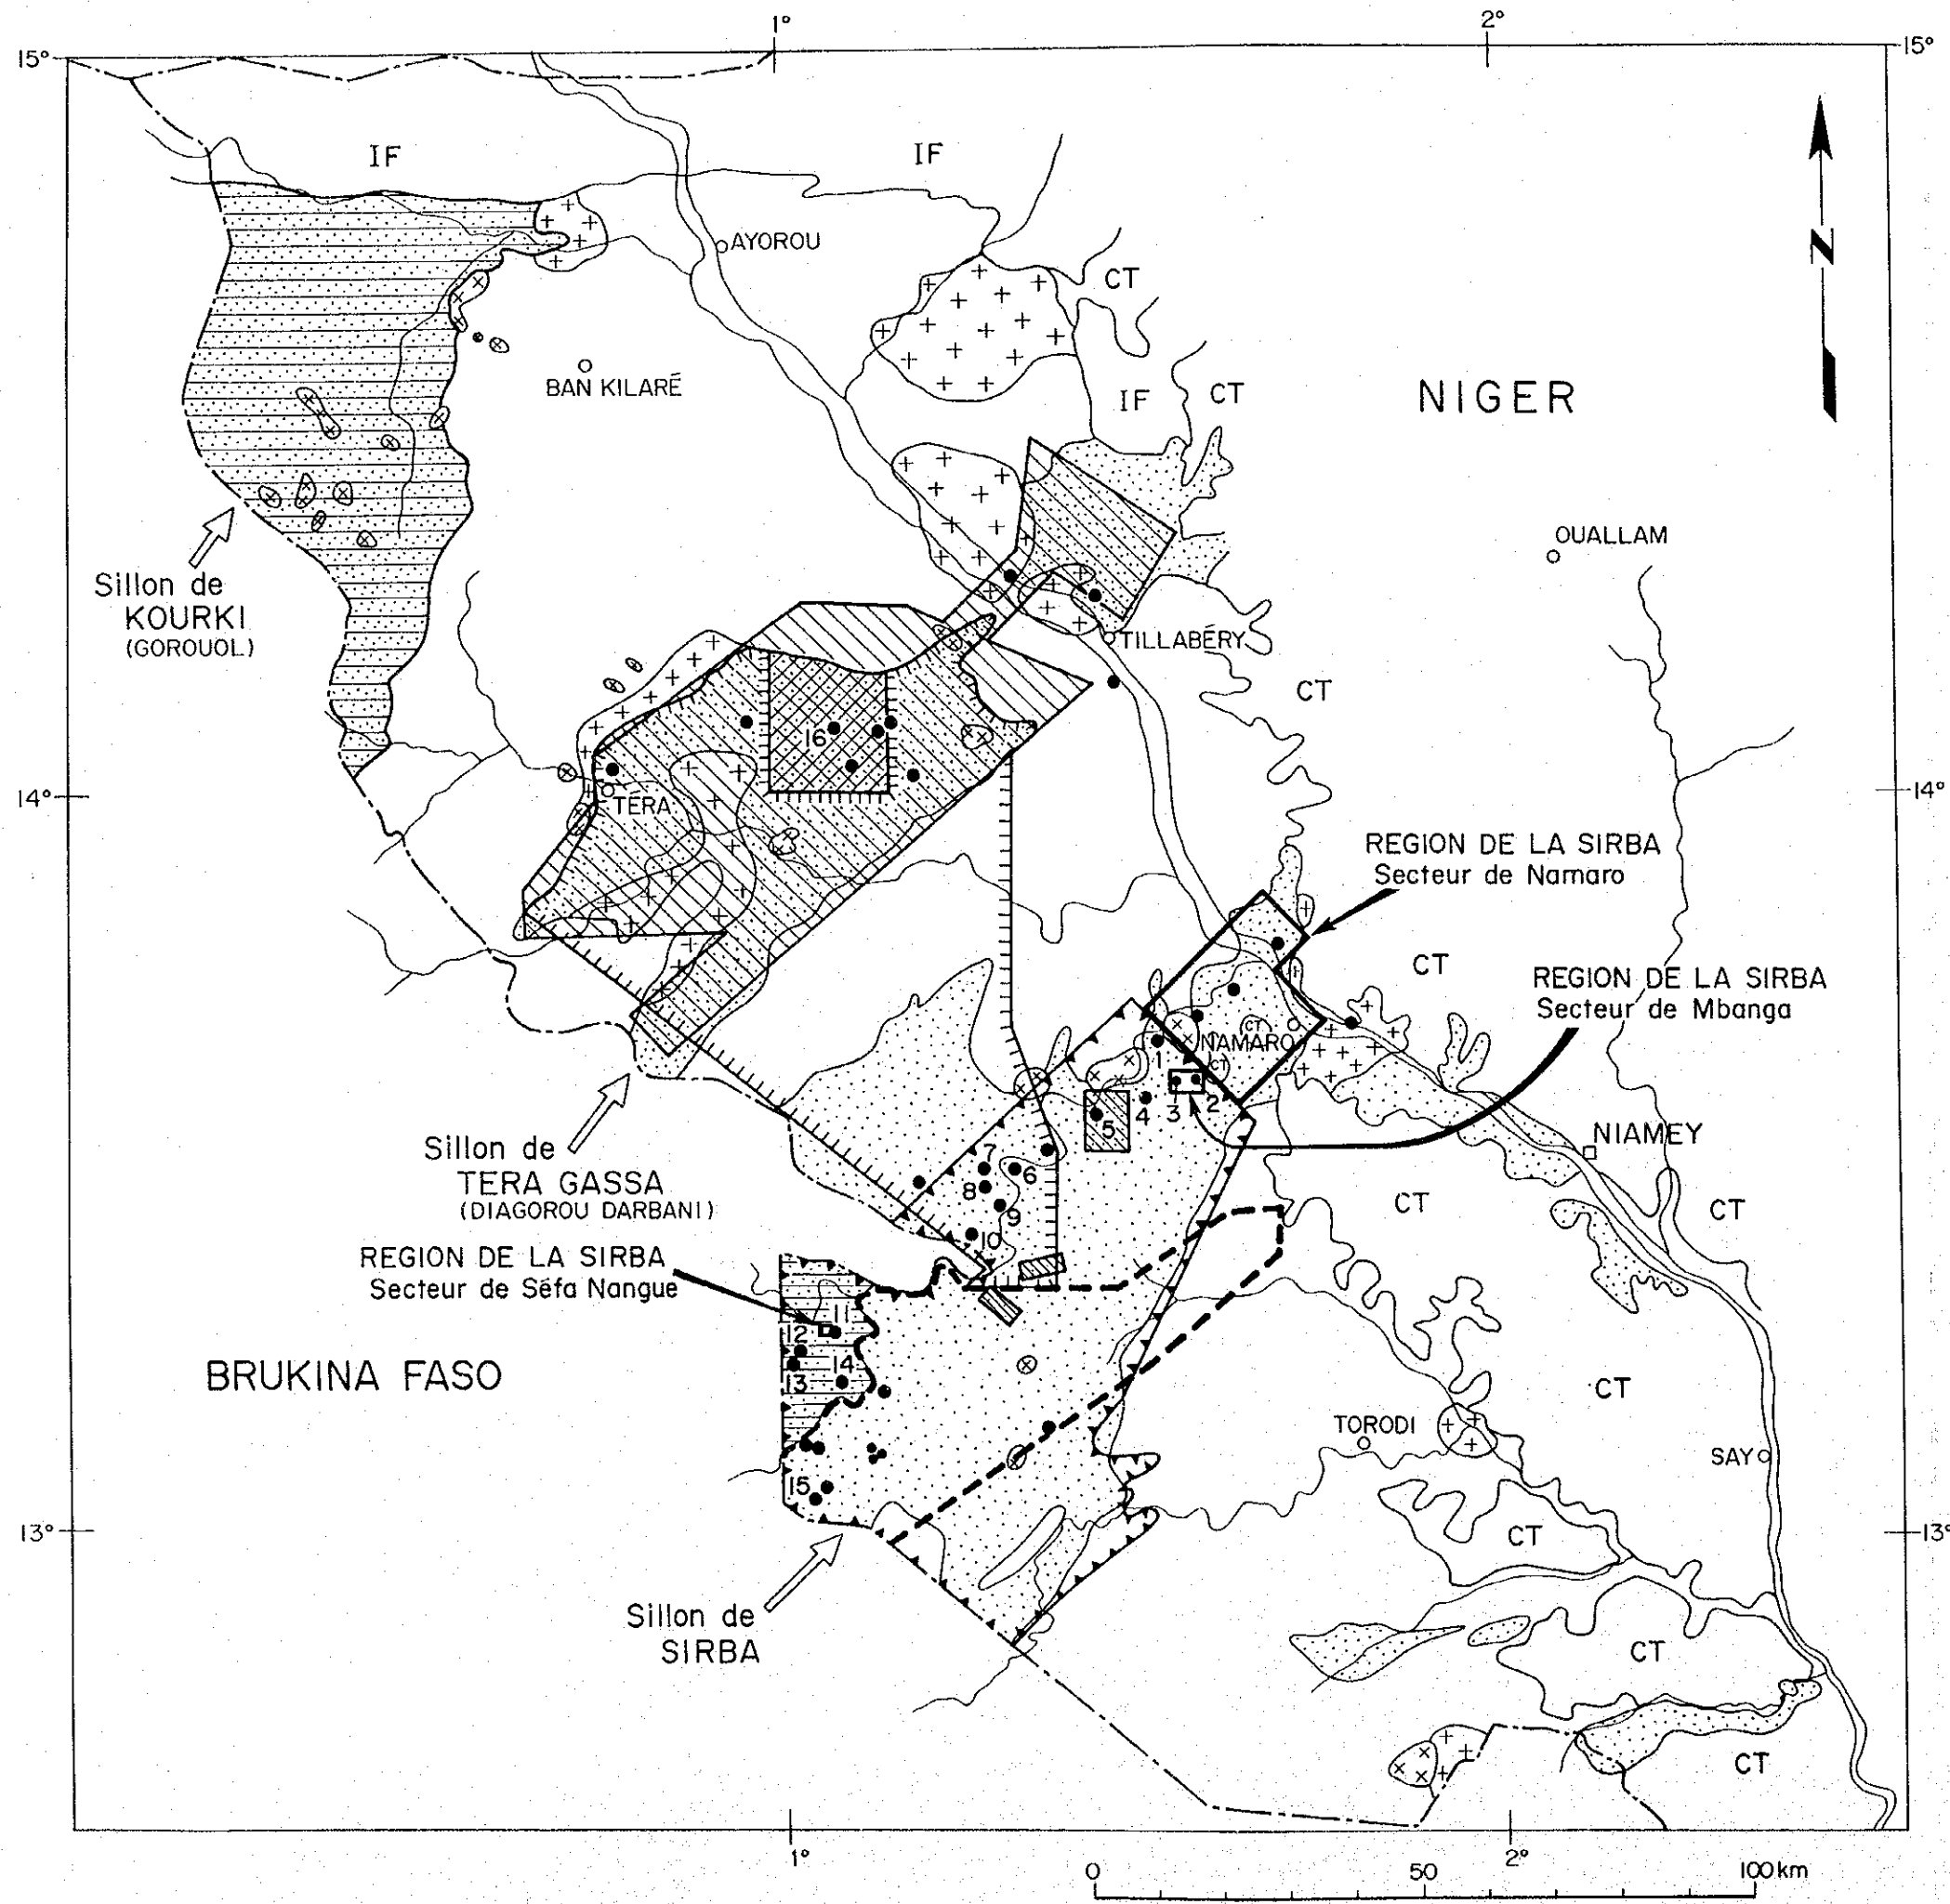 1°
2°
15°
15°
IF
IF
N
AYOROU
CT
BAN KILARÉ
IF
CT
NIGER
OUALLAM
Sillon de
KOURKI
(GOROUOL)
TILLABÉRY
CT
16
TÉRA
14°
14°
REGION DE LA SIRBA
Secteur de Namaro
CT
REGION DE LA SIRBA
Secteur de Mbanga
CT
NAMARO
1
CT
3
2
4
5
NIAMEY
Sillon de
TERA GASSA
(DIAGOROU DARBANI)
7
6
8
9
10
CT
CT
REGION DE LA SIRBA
Secteur de Séfa Nangue
11
12
14
13
BRUKINA FASO
CT
TORODI
SAY
15
13°
13°
CT
Sillon de
SIRBA
CT
CT
1°
2°
0
50
100km